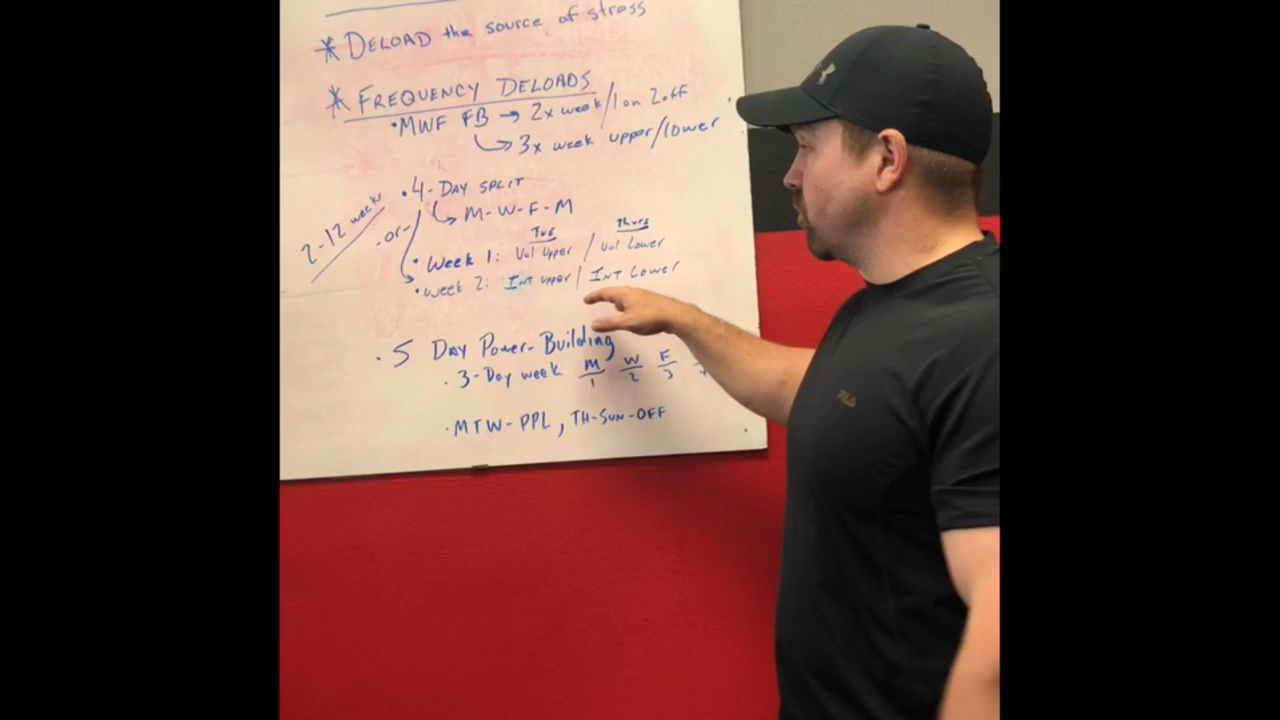 * DELOAD the source of stress
* FREQUENCY DELOADS
• MWF FB → 2x week/1 on 2 off
↳ 3x week upper/lower
2-12 weeks
• 4-DAY SPLIT
↳ M-W-F-M
-or-
Tue Thurs
• Week 1: Vol Upper / Vol Lower
• Week 2: INT upper / INT Lower
• 5 DAY POWER-Building
• 3-Day week M W F
1 2 3
• MTW-PPL, TH-SUN-OFF
FILA